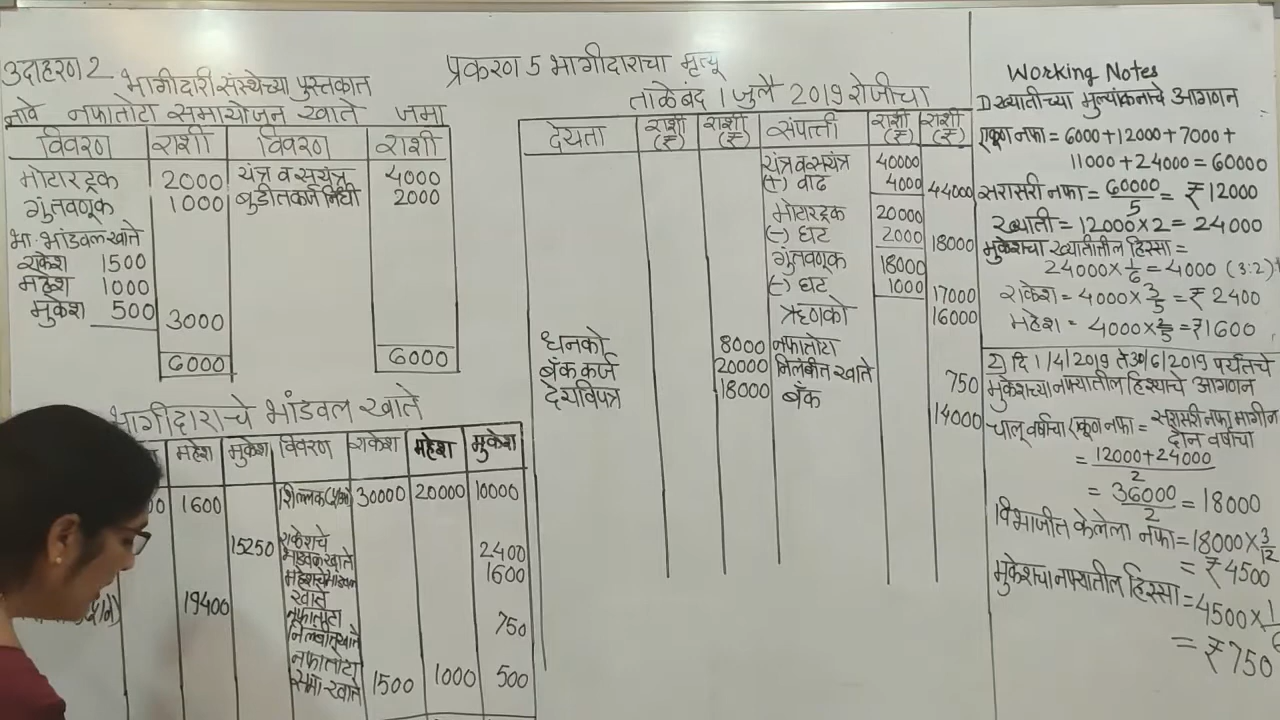 उदाहरण 2
प्रकरण 5 भागीदाराचा मृत्यू
भागीदारी संस्थेच्या पुस्तकात
नावे नफातोटा समायोजन खाते जमा
विवरण राशी विवरण राशी
मोटारट्रक 2000 यंत्र व सयंत्र 4000
गुंतवणूक 1000 बुडीतकर्ज निधी 2000
भा. भांडवल खाते
राकेश 1500
महेश 1000
मुकेश 500 3000
6000 6000
भागीदाराचे भांडवल खाते
महेश मुकेश विवरण राकेश महेश मुकेश
00 1600 शिल्लक 30000 20000 10000
15250 राकेशचे
भांडवल खाते 2400
महेशचे भांडवल 1600
खाते
19400 नफातोटा
निलंबीत खाते 750
नफातोटा
समा-खाते 1500 1000 500
ताळेबंद 1 जुलै 2019 रोजीचा
देयता राशी (₹) राशी (₹) संपत्ती राशी (₹) राशी (₹)
यंत्र व सयंत्र 40000
(+) वाढ 4000 44000
मोटारट्रक 20000
(-) घट 2000 18000
गुंतवणूक 18000
(-) घट 1000 17000
ऋणको 16000
धनको 8000 नफातोटा
बँक कर्ज 20000 निलंबीत खाते 750
देयविपत्र 18000 बँक 14000
Working Notes
1) ख्यातीच्या मुल्यांकनाचे आगणन
एकूण नफा = 6000+12000+7000+
11000+24000 = 60000
सरासरी नफा = 60000/5 = ₹ 12000
ख्याती = 12000×2 = 24000
मुकेशचा ख्यातीतील हिस्सा =
24000×1/6 = 4000 (3:2)
राकेश = 4000×3/5 = ₹ 2400
महेश = 4000×2/5 = ₹1600
2) दि 1/4/2019 ते 30/6/2019 पर्यंतचे
मुकेशच्या नफ्यातील हिश्याचे आगणन
चालू वर्षाचा एकूण नफा = सरासरी नफा मागील
दोन वर्षाचा
= 12000+24000/2
= 36000/2 = 18000
विभाजीत केलेला नफा = 18000×3/12
= ₹ 4500
मुकेशचा नफ्यातील हिस्सा = 4500×1/6
= ₹ 750